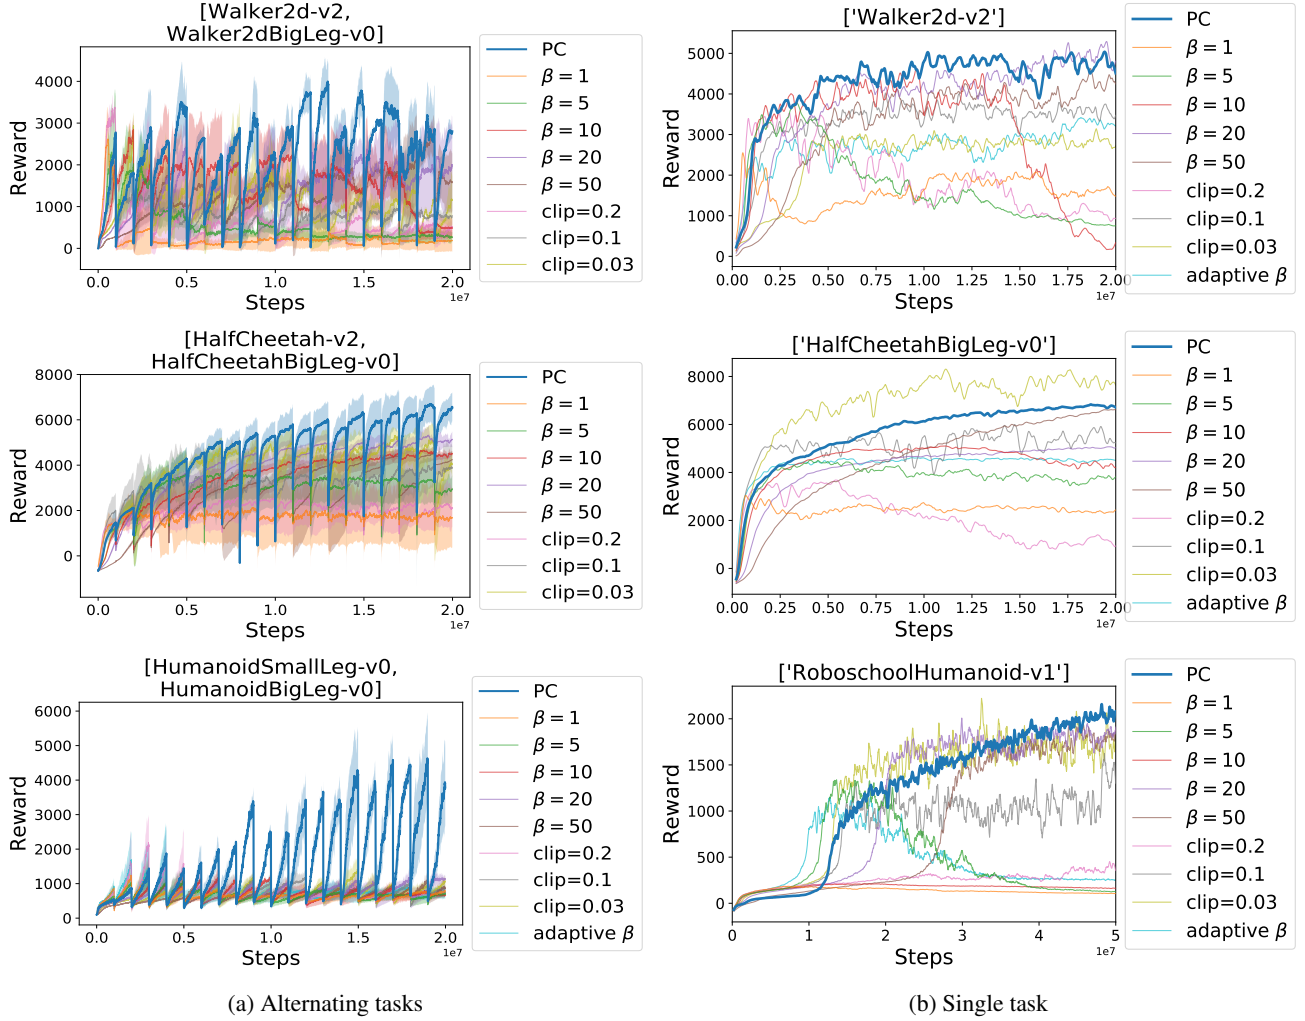 [Walker2d-v2,
Walker2dBigLeg-v0]
Reward
4000
3000
2000
1000
0
0.0 0.5 1.0 1.5 2.0
1e7
Steps
PC
β = 1
β = 5
β = 10
β = 20
β = 50
clip=0.2
clip=0.1
clip=0.03
['Walker2d-v2']
Reward
5000
4000
3000
2000
1000
0
0.00 0.25 0.50 0.75 1.00 1.25 1.50 1.75 2.00
1e7
Steps
PC
β = 1
β = 5
β = 10
β = 20
β = 50
clip=0.2
clip=0.1
clip=0.03
adaptive β
[HalfCheetah-v2,
HalfCheetahBigLeg-v0]
Reward
8000
6000
4000
2000
0
0.0 0.5 1.0 1.5 2.0
1e7
Steps
PC
β = 1
β = 5
β = 10
β = 20
β = 50
clip=0.2
clip=0.1
clip=0.03
['HalfCheetahBigLeg-v0']
Reward
8000
6000
4000
2000
0
0.00 0.25 0.50 0.75 1.00 1.25 1.50 1.75 2.00
1e7
Steps
PC
β = 1
β = 5
β = 10
β = 20
β = 50
clip=0.2
clip=0.1
clip=0.03
adaptive β
[HumanoidSmallLeg-v0,
HumanoidBigLeg-v0]
Reward
6000
5000
4000
3000
2000
1000
0
0.0 0.5 1.0 1.5 2.0
1e7
Steps
PC
β = 1
β = 5
β = 10
β = 20
β = 50
clip=0.2
clip=0.1
clip=0.03
adaptive β
['RoboschoolHumanoid-v1']
Reward
2000
1500
1000
500
0
0 1 2 3 4 5
1e7
Steps
PC
β = 1
β = 5
β = 10
β = 20
β = 50
clip=0.2
clip=0.1
clip=0.03
adaptive β
(a) Alternating tasks
(b) Single task